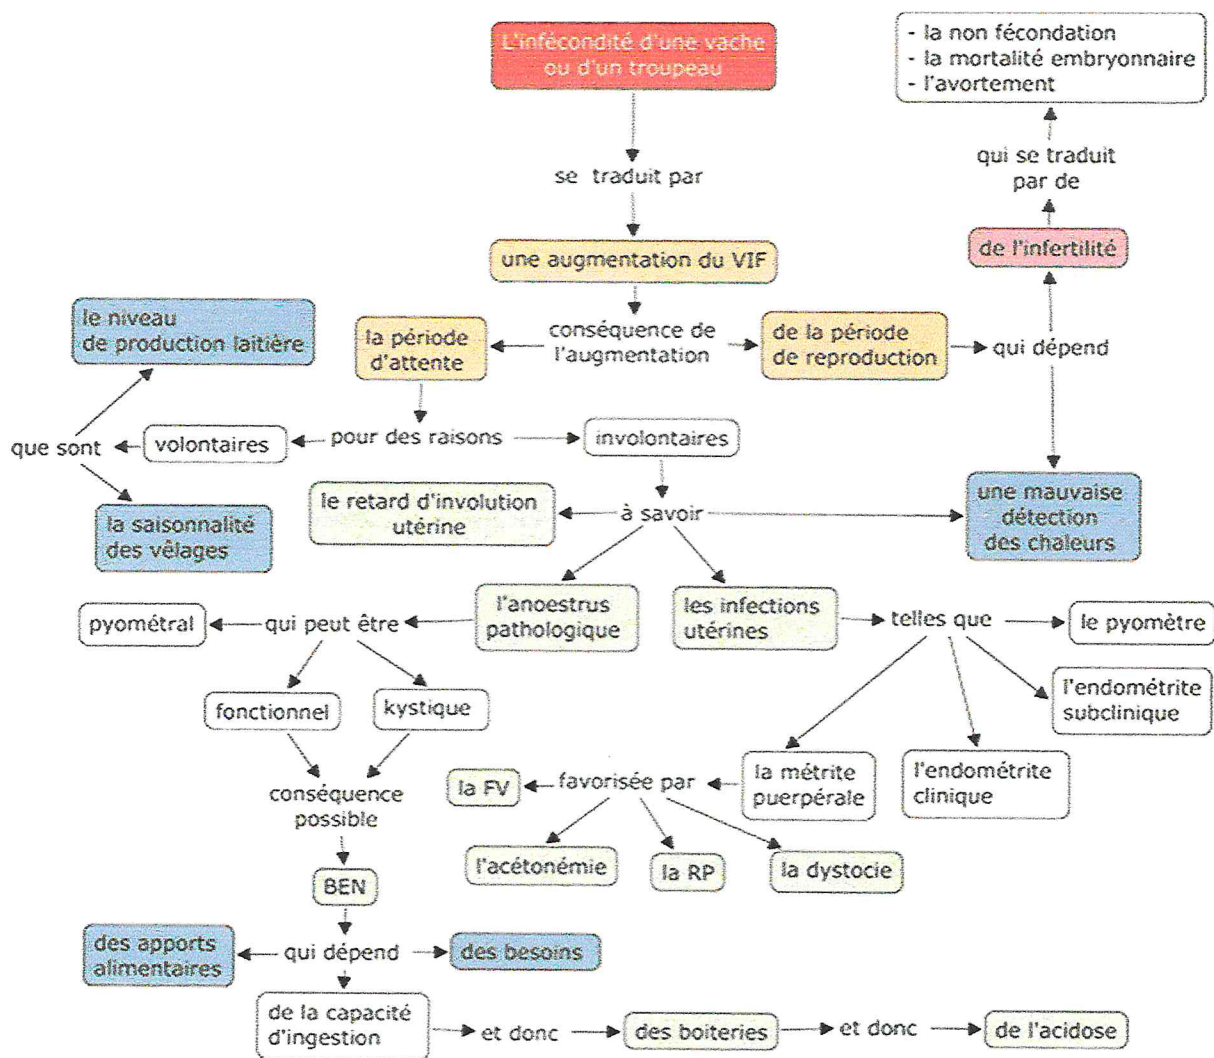 L'infécondité d'une vache
ou d'un troupeau
- la non fécondation
- la mortalité embryonnaire
- l'avortement
qui se traduit
par de
se traduit par
de l'infertilité
une augmentation du VIF
le niveau
de production laitière
la période
d'attente
conséquence de
l'augmentation
de la période
de reproduction
qui dépend
que sont
volontaires
pour des raisons
involontaires
le retard d'involution
utérine
à savoir
une mauvaise
détection
des chaleurs
la saisonnalité
des vêlages
pyométral
qui peut être
l'anoestrus
pathologique
les infections
utérines
telles que
le pyomètre
fonctionnel
kystique
l'endométrite
subclinique
conséquence
possible
la FV
favorisée par
la métrite
puerpérale
l'endométrite
clinique
l'acétonémie
la RP
la dystocie
BEN
des apports
alimentaires
qui dépend
des besoins
de la capacité
d'ingestion
et donc
des boiteries
et donc
de l'acidose